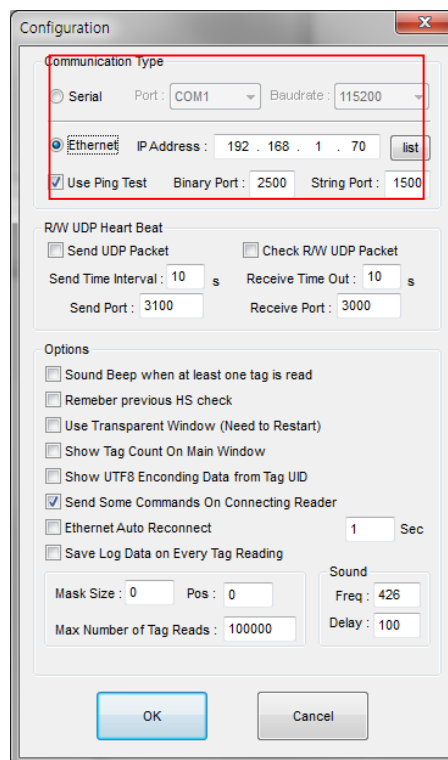 Configuration
Communication Type
Serial Port : COM1 Baudrate : 115200
Ethernet IP Address : 192 . 168 . 1 . 70 list
Use Ping Test Binary Port : 2500 String Port : 1500
R/W UDP Heart Beat
Send UDP Packet Check R/W UDP Packet
Send Time Interval : 10 s Receive Time Out : 10 s
Send Port : 3100 Receive Port : 3000
Options
Sound Beep when at least one tag is read
Remeber previous HS check
Use Transparent Window (Need to Restart)
Show Tag Count On Main Window
Show UTF8 Enconding Data from Tag UID
Send Some Commands On Connecting Reader
Ethernet Auto Reconnect 1 Sec
Save Log Data on Every Tag Reading
Sound
Mask Size : 0 Pos : 0 Freq : 426
Max Number of Tag Reads : 100000 Delay : 100
OK Cancel